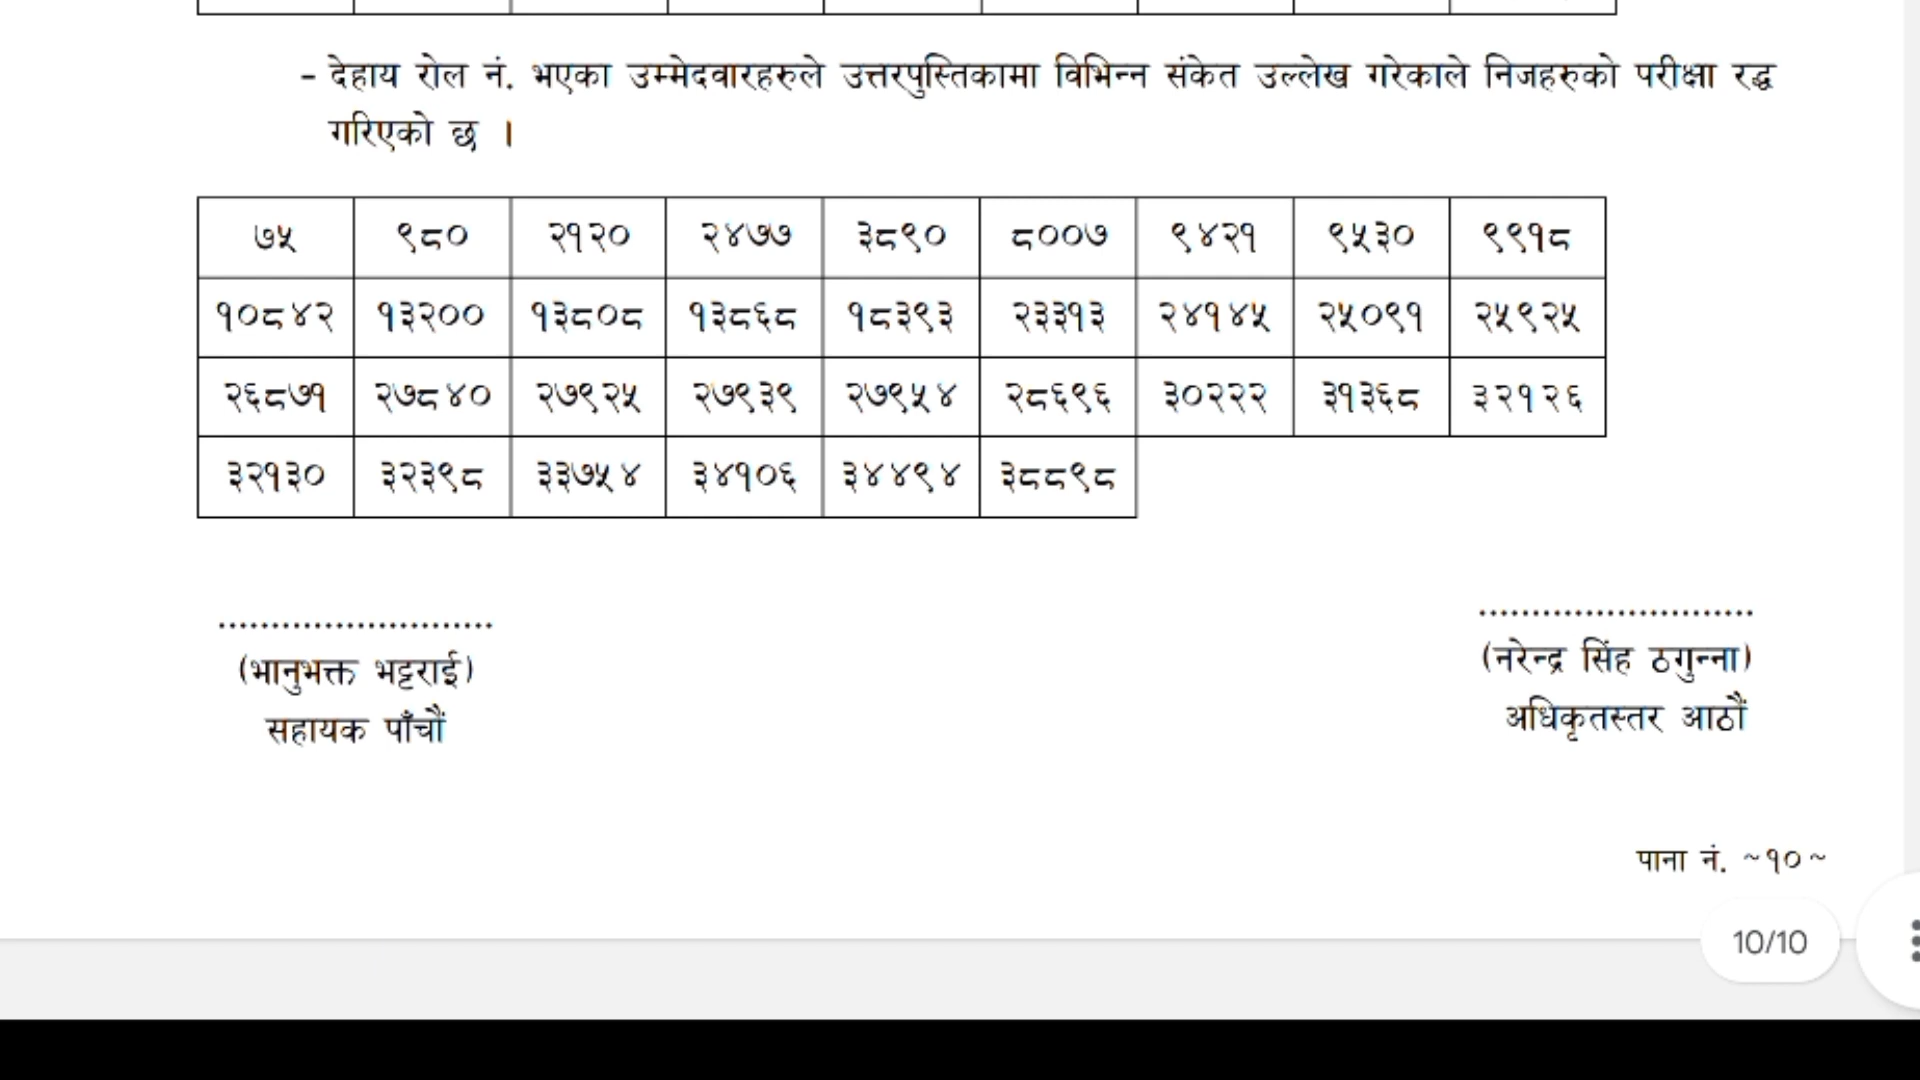 - देहाय रोल नं. भएका उम्मेदवारहरुले उत्तरपुस्तिकामा विभिन्न संकेत उल्लेख गरेकाले निजहरुको परीक्षा रद्ध
गरिएको छ ।
७५ ९८० २१२० २४७७ ३८९० ८००७ ९४२१ ९५३० ९९१८
१०८४२ १३२०० १३८०८ १३८६८ १८३९३ २३३१३ २४१४५ २५०९१ २५९२५
२६८७१ २७८४० २७९२५ २७९३९ २७९५४ २८६९६ ३०२२२ ३१३६८ ३२१२६
३२१३० ३२३९८ ३३७५४ ३४१०६ ३४४९४ ३८८९८
.......................... ..........................
(भानुभक्त भट्टराई) (नरेन्द्र सिंह ठगुन्ना)
सहायक पाँचौं अधिकृतस्तर आठौं
पाना नं. ~१०~
10/10